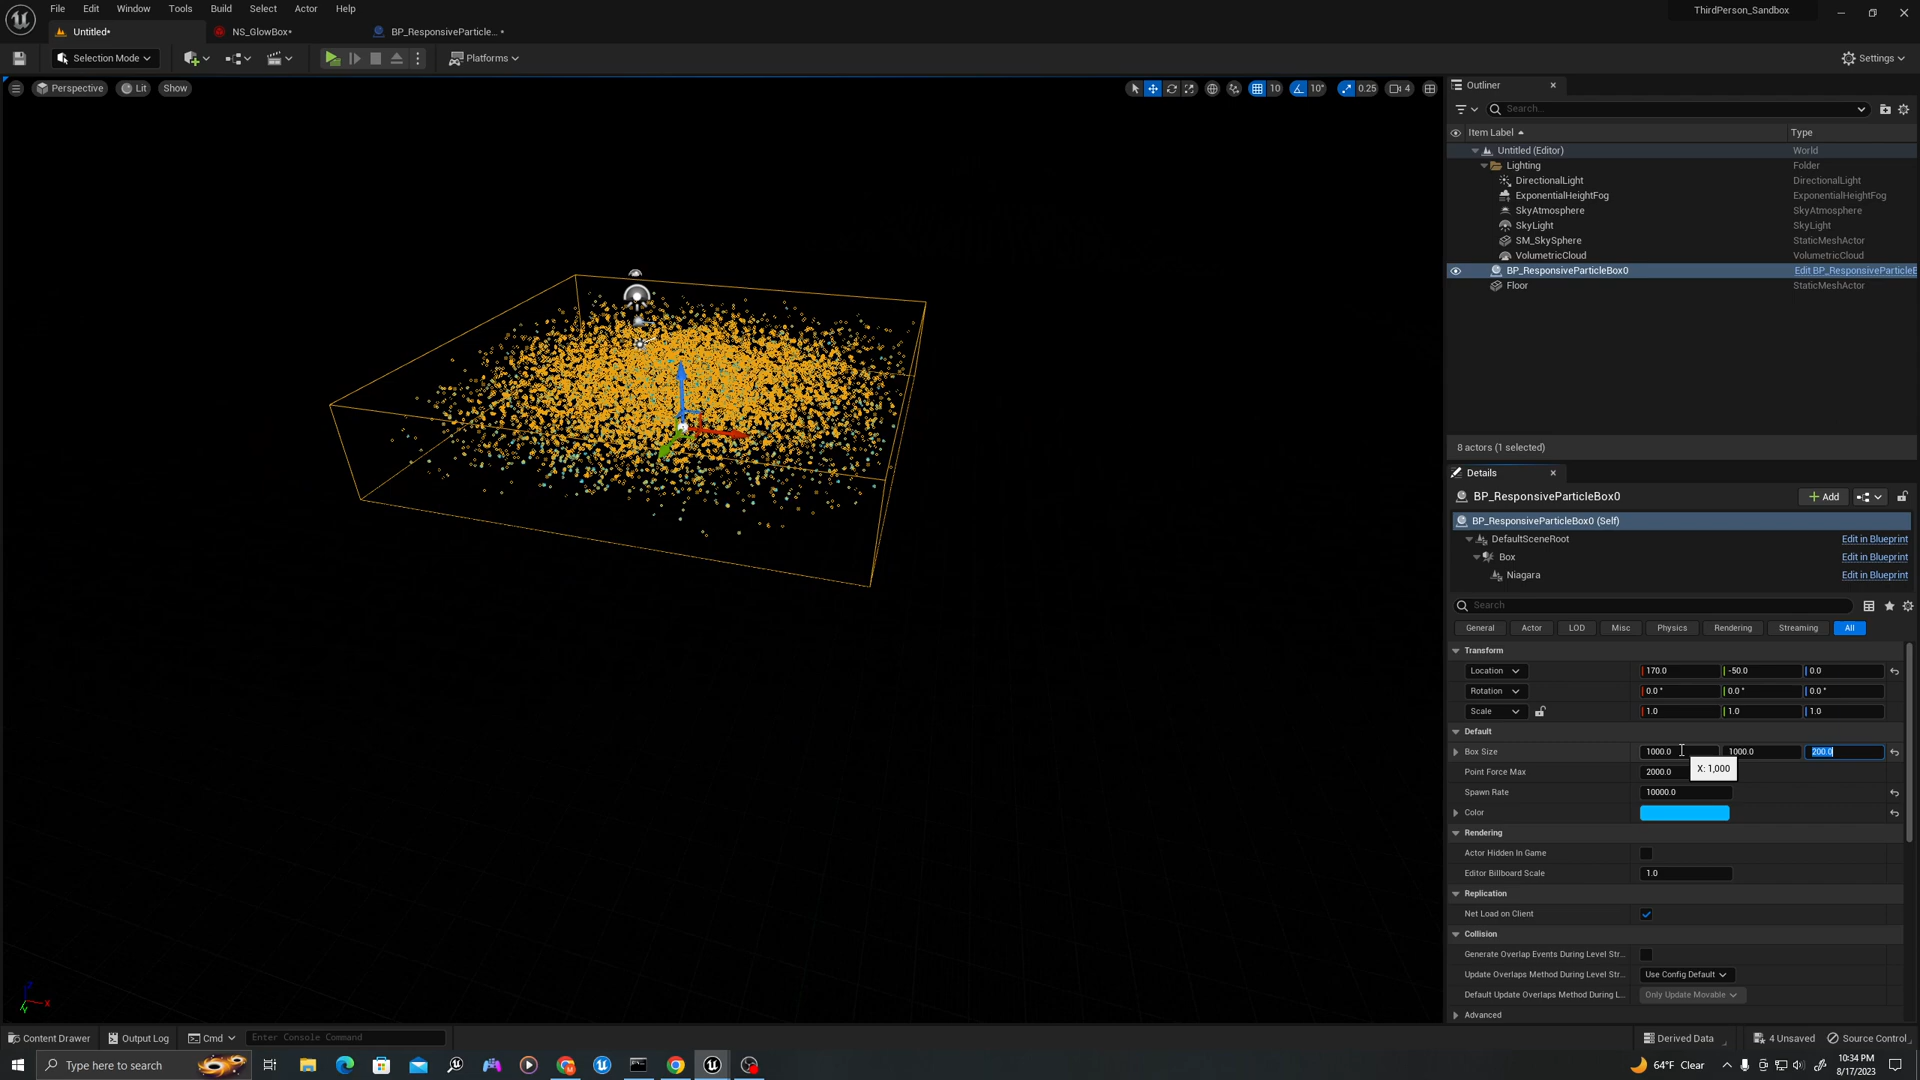 File Edit Window Tools Build Select Actor Help
ThirdPerson_Sandbox
Untitled*
NS_GlowBox*
BP_ResponsiveParticle... *
Selection Mode
Platforms
Settings
Perspective
Lit
Show
10
10°
0.25
4
Outliner
Search...
Item Label
Type
Untitled (Editor) World
Lighting Folder
DirectionalLight DirectionalLight
ExponentialHeightFog ExponentialHeightFog
SkyAtmosphere SkyAtmosphere
SkyLight SkyLight
SM_SkySphere StaticMeshActor
VolumetricCloud VolumetricCloud
BP_ResponsiveParticleBox0 Edit BP_ResponsiveParticleE
Floor StaticMeshActor
8 actors (1 selected)
Details
BP_ResponsiveParticleBox0
Add
BP_ResponsiveParticleBox0 (Self)
DefaultSceneRoot Edit in Blueprint
Box Edit in Blueprint
Niagara Edit in Blueprint
Search
General Actor LOD Misc Physics Rendering Streaming All
Transform
Location 170.0 -50.0 0.0
Rotation 0.0 ° 0.0 ° 0.0 °
Scale 1.0 1.0 1.0
Default
Box Size 1000.0 1000.0 200.0
X: 1,000
Point Force Max 2000.0
Spawn Rate 10000.0
Color
Rendering
Actor Hidden In Game
Editor Billboard Scale 1.0
Replication
Net Load on Client
Collision
Generate Overlap Events During Level Str...
Update Overlaps Method During Level Str... Use Config Default
Default Update Overlaps Method During L... Only Update Movable
Advanced
Z X Y
Content Drawer
Output Log
Cmd
Enter Console Command
Derived Data
4 Unsaved
Source Control
Type here to search
64°F Clear
10:34 PM
8/17/2023